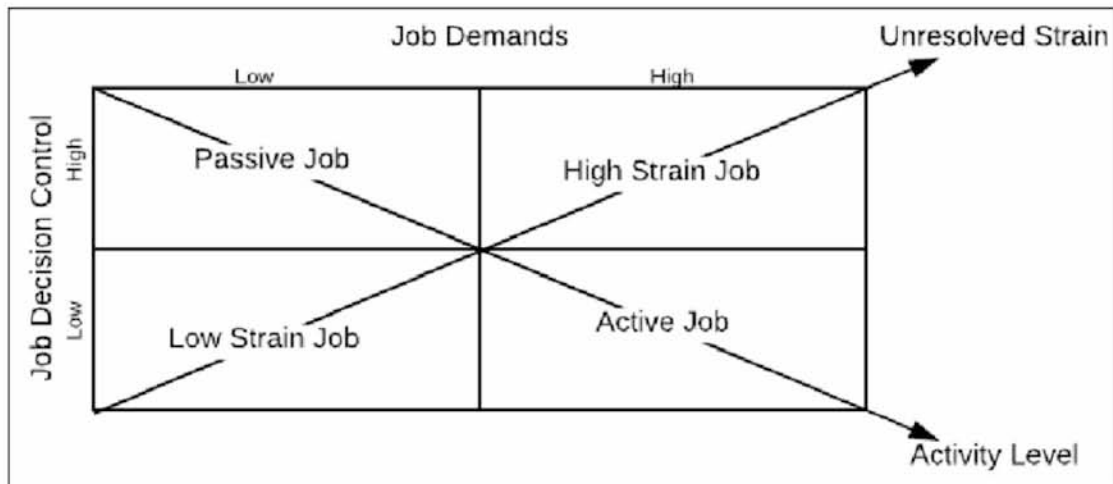 Job Demands
Unresolved Strain
Low
High
Job Decision Control
High
Low
Passive Job
High Strain Job
Low Strain Job
Active Job
Activity Level